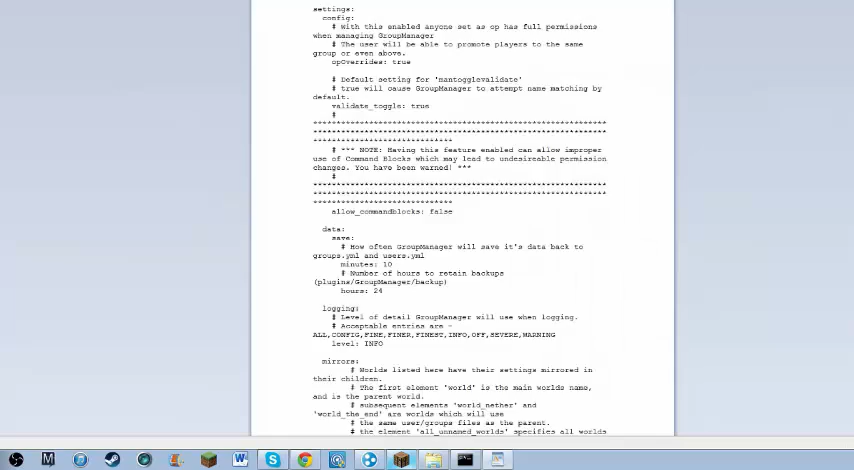 settings:
config:
# With this enabled anyone set as op has full permissions
when managing GroupManager
# The user will be able to promote players to the same
group or even above.
opOverrides: true
# Default setting for 'mantogglevalidate'
# true will cause GroupManager to attempt name matching by
default.
validate_toggle: true
#
**************************************************************
**************************************************************
******************************
# *** NOTE: Having this feature enabled can allow improper
use of Command Blocks which may lead to undesireable permission
changes. You have been warned! ***
#
**************************************************************
**************************************************************
******************************
allow_commandblocks: false
data:
save:
# How often GroupManager will save it's data back to
groups.yml and users.yml
minutes: 10
# Number of hours to retain backups
(plugins/GroupManager/backup)
hours: 24
logging:
# Level of detail GroupManager will use when logging.
# Acceptable entries are -
ALL,CONFIG,FINE,FINER,FINEST,INFO,OFF,SEVERE,WARNING
level: INFO
mirrors:
# Worlds listed here have their settings mirrored in
their children.
# The first element 'world' is the main worlds name,
and is the parent world.
# subsequent elements 'world_nether' and
'world_the_end' are worlds which will use
# the same user/groups files as the parent.
# the element 'all_unnamed_worlds' specifies all worlds